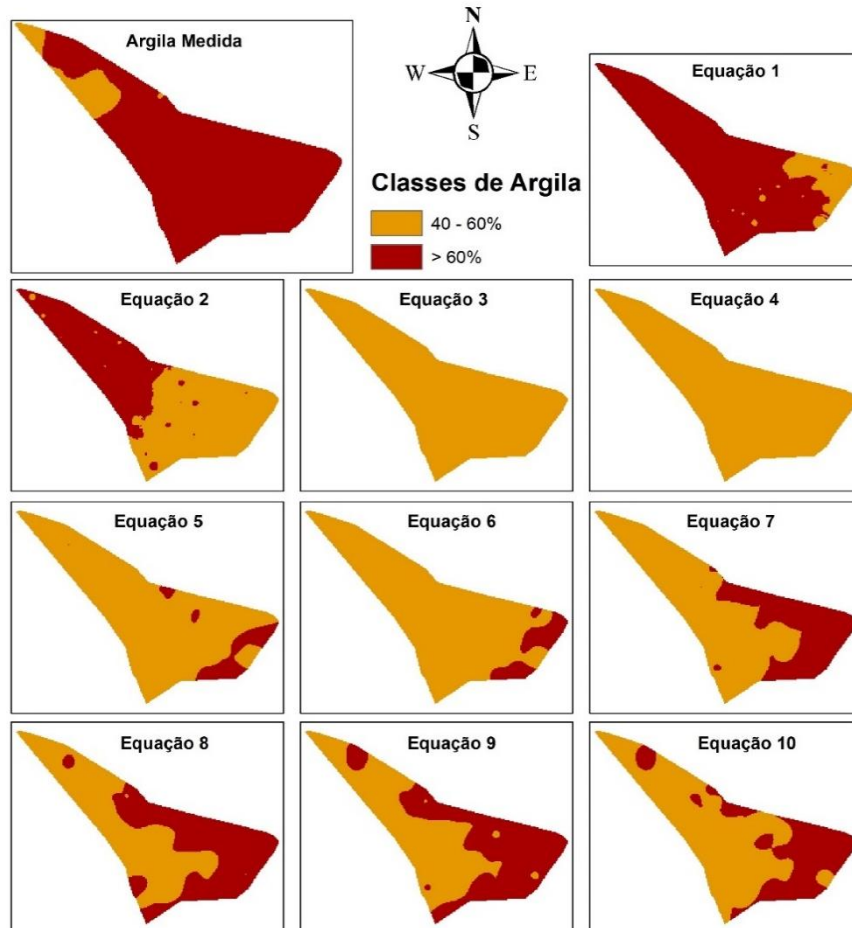 Argila Medida
N
W
E
S
Equação 1
Classes de Argila
40 - 60%
> 60%
Equação 2
Equação 3
Equação 4
Equação 5
Equação 6
Equação 7
Equação 8
Equação 9
Equação 10